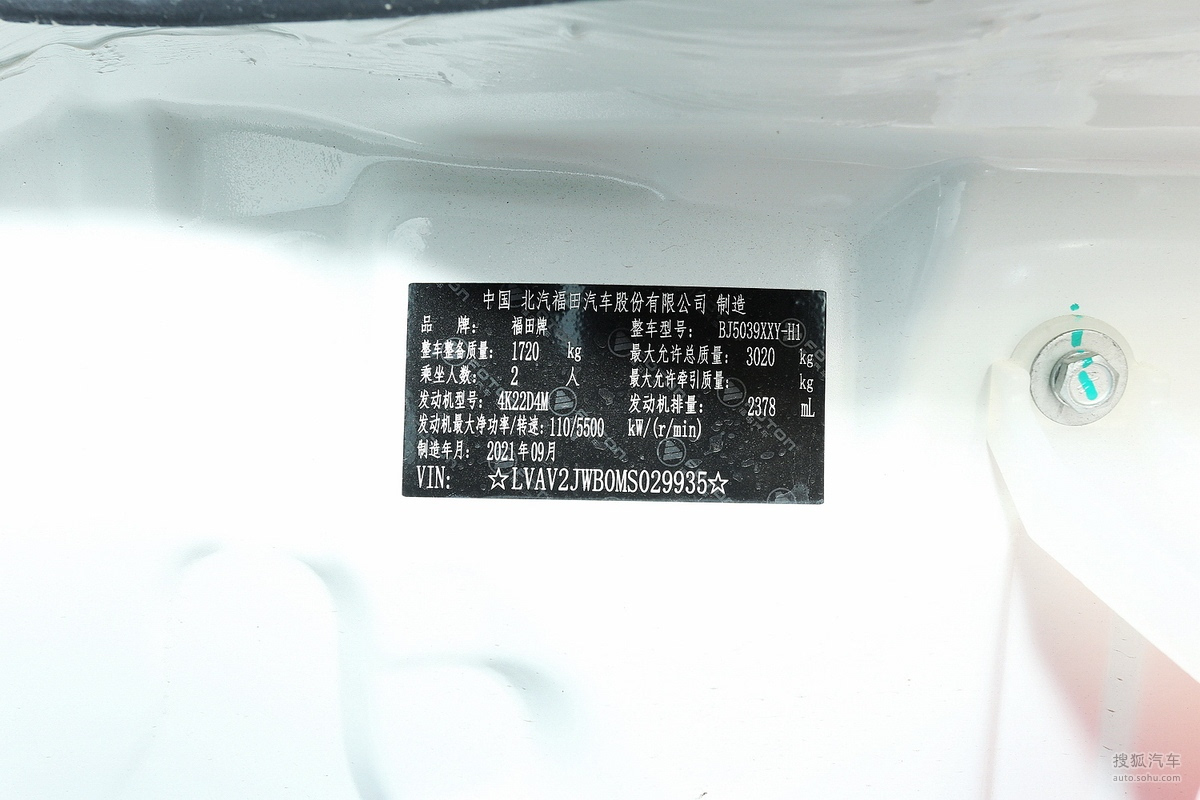 中国 北汽福田汽车股份有限公司 制造
品 牌: 福田牌 整车型号: BJ5039XXY-H1
整车整备质量: 1720 kg 最大允许总质量: 3020 kg
乘坐人数: 2 人 最大允许牵引质量: kg
发动机型号: 4K22D4M 发动机排量: 2378 mL
发动机最大净功率/转速: 110/5500 kW/(r/min)
制造年月: 2021年09月
VIN: ☆LVAV2JWB0MS029935☆
搜狐汽车
auto.sohu.com